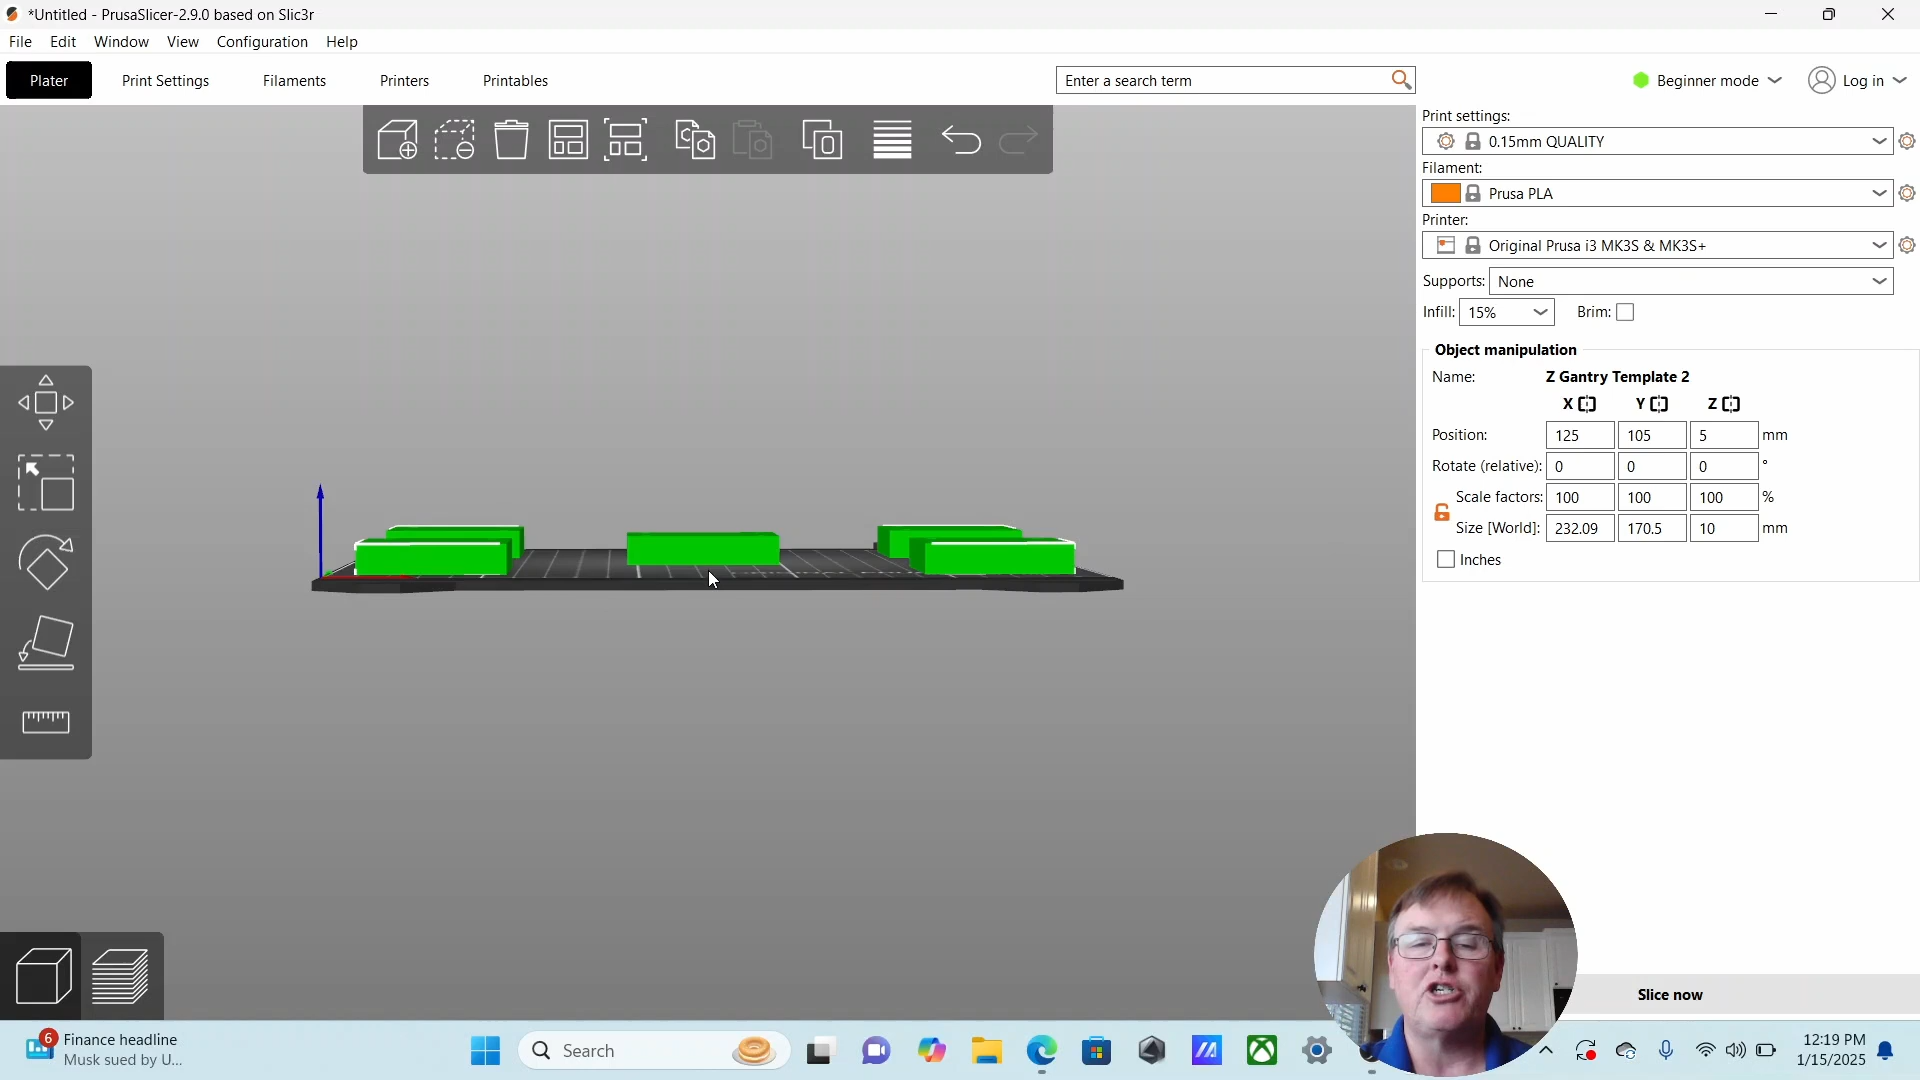 *Untitled - PrusaSlicer-2.9.0 based on Slic3r
File Edit Window View Configuration Help
Plater Print Settings Filaments Printers Printables Enter a search term Beginner mode Log in
Print settings:
0.15mm QUALITY
Filament:
Prusa PLA
Printer:
Original Prusa i3 MK3S & MK3S+
Supports: None
Infill: 15% Brim:
Object manipulation
Name: Z Gantry Template 2
X Y Z
Position: 125 105 5 mm
Rotate (relative): 0 0 0 °
Scale factors: 100 100 100 %
Size [World]: 232.09 170.5 10 mm
Inches
Slice now
6 Finance headline
Musk sued by U...
Search
12:19 PM
1/15/2025